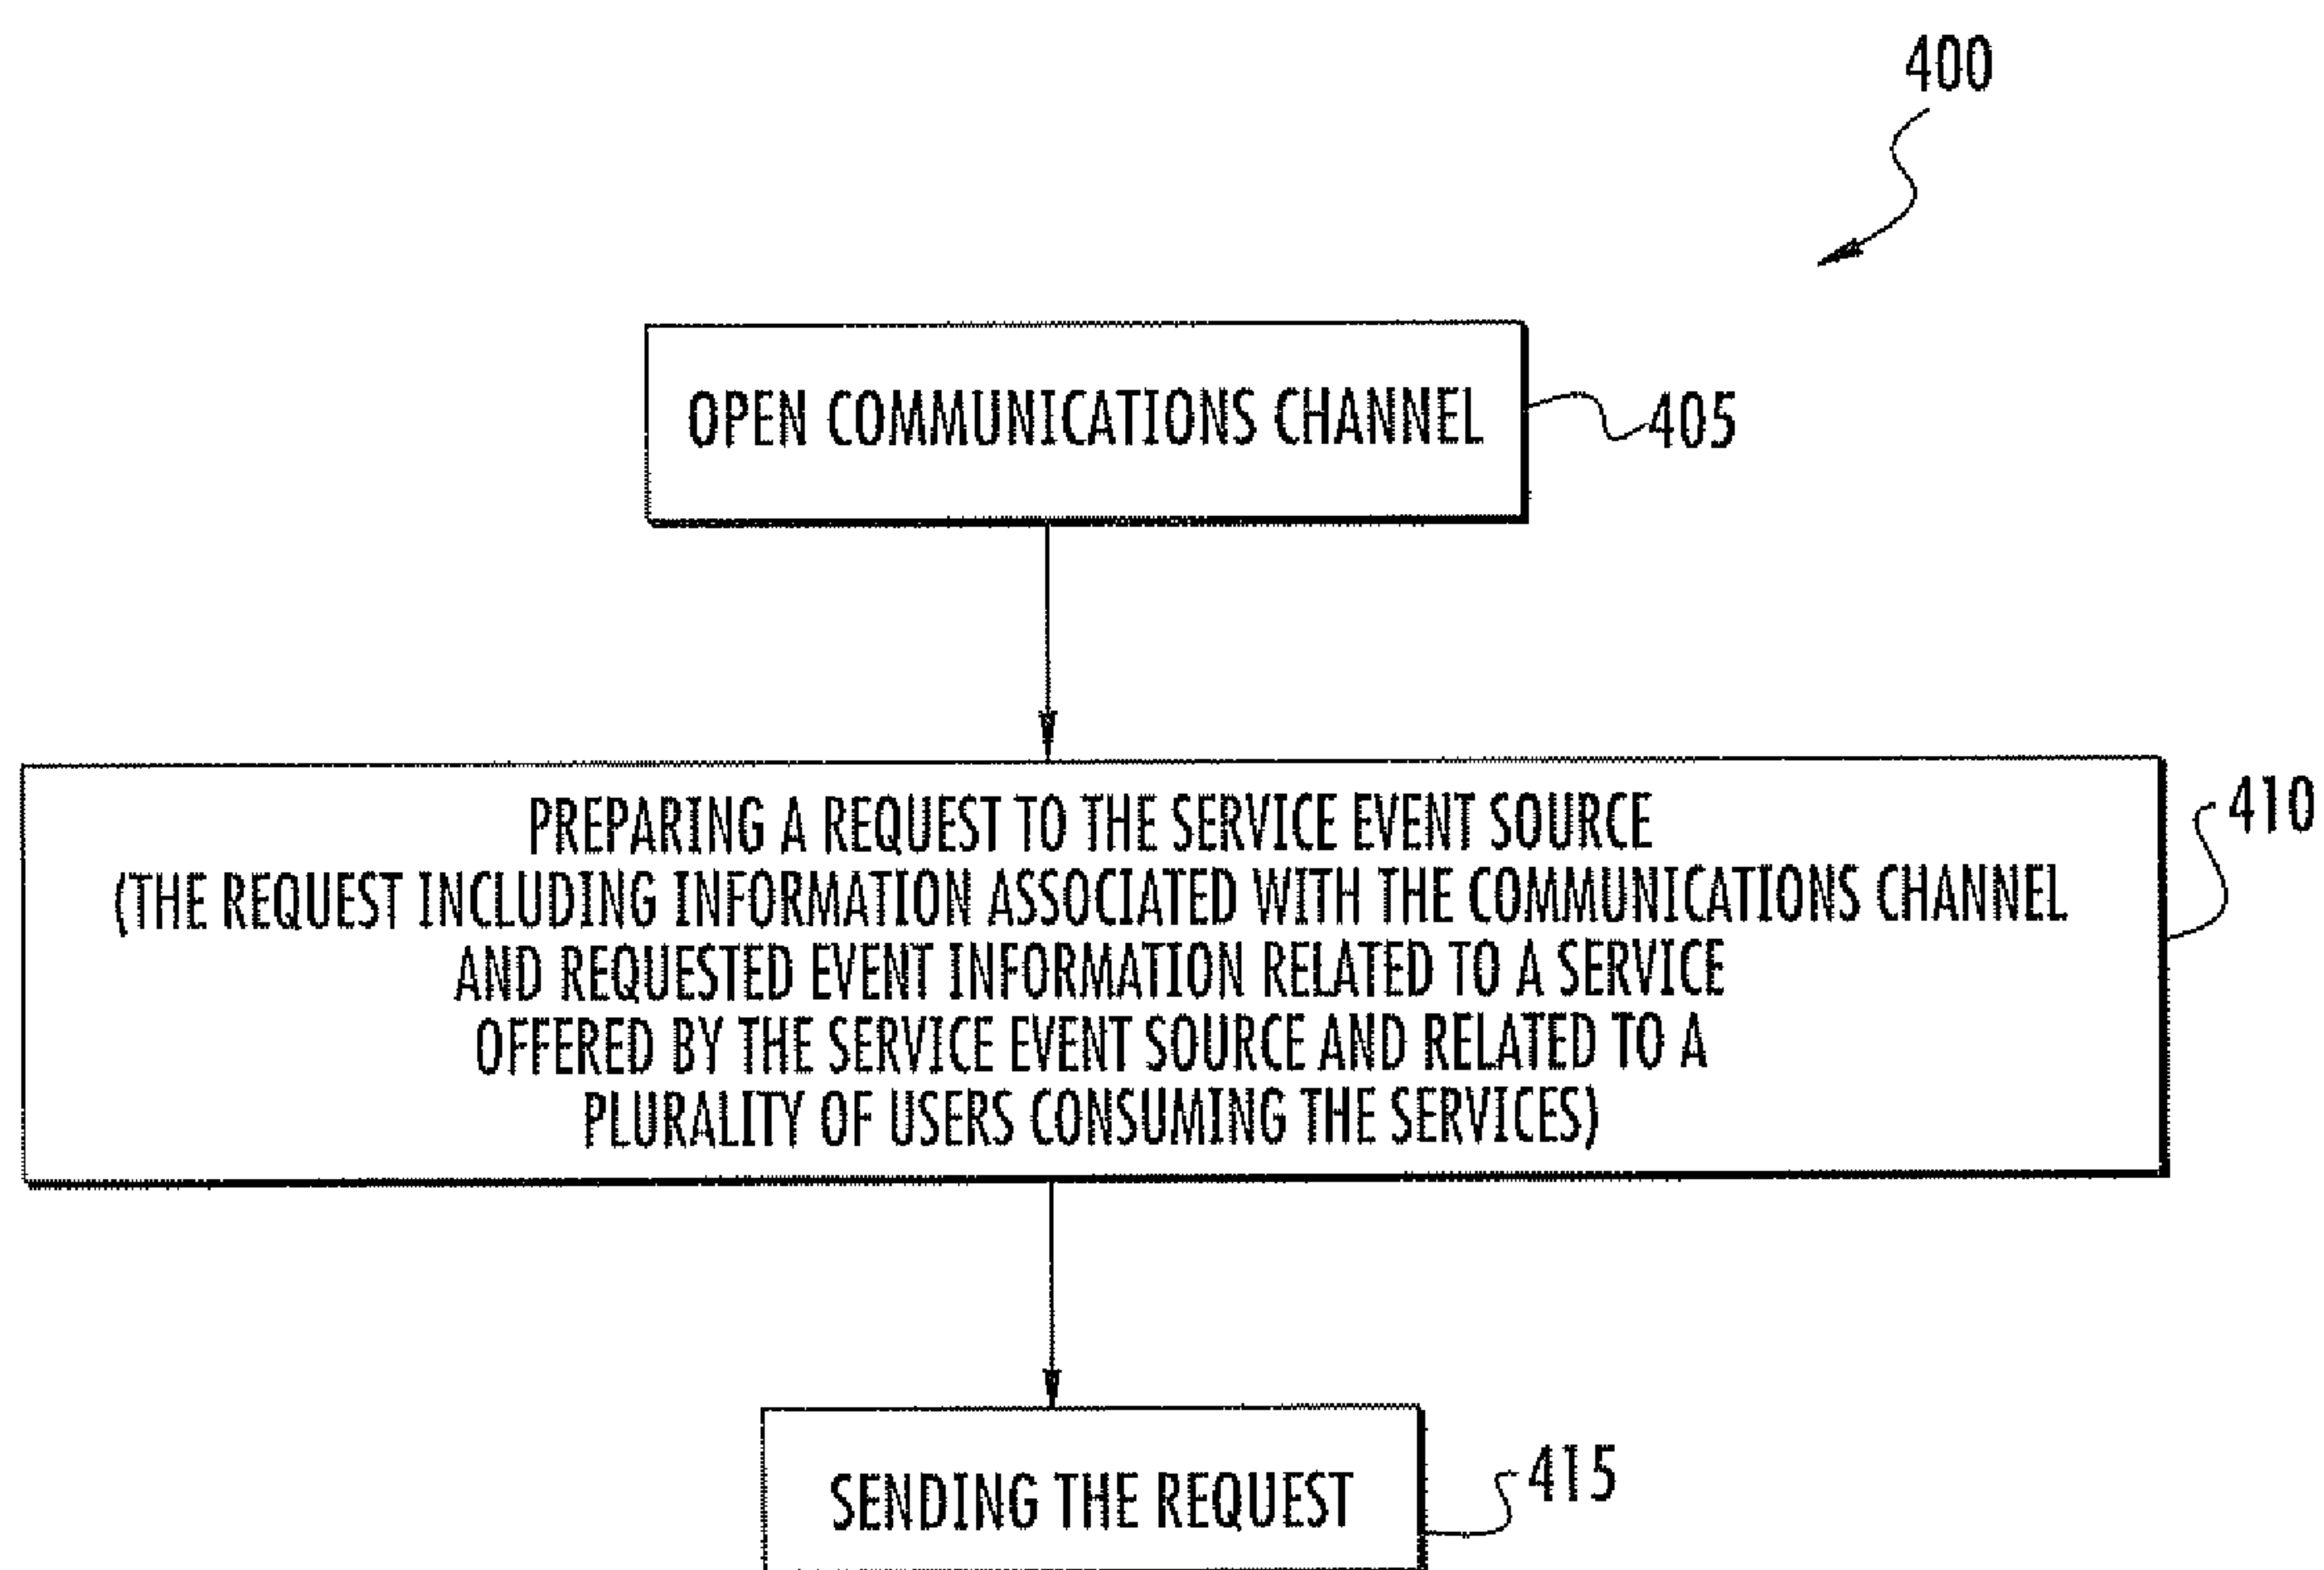 400
OPEN COMMUNICATIONS CHANNEL
405
PREPARING A REQUEST TO THE SERVICE EVENT SOURCE
(THE REQUEST INCLUDING INFORMATION ASSOCIATED WITH THE COMMUNICATIONS CHANNEL
AND REQUESTED EVENT INFORMATION RELATED TO A SERVICE
OFFERED BY THE SERVICE EVENT SOURCE AND RELATED TO A
PLURALITY OF USERS CONSUMING THE SERVICES)
410
SENDING THE REQUEST
415